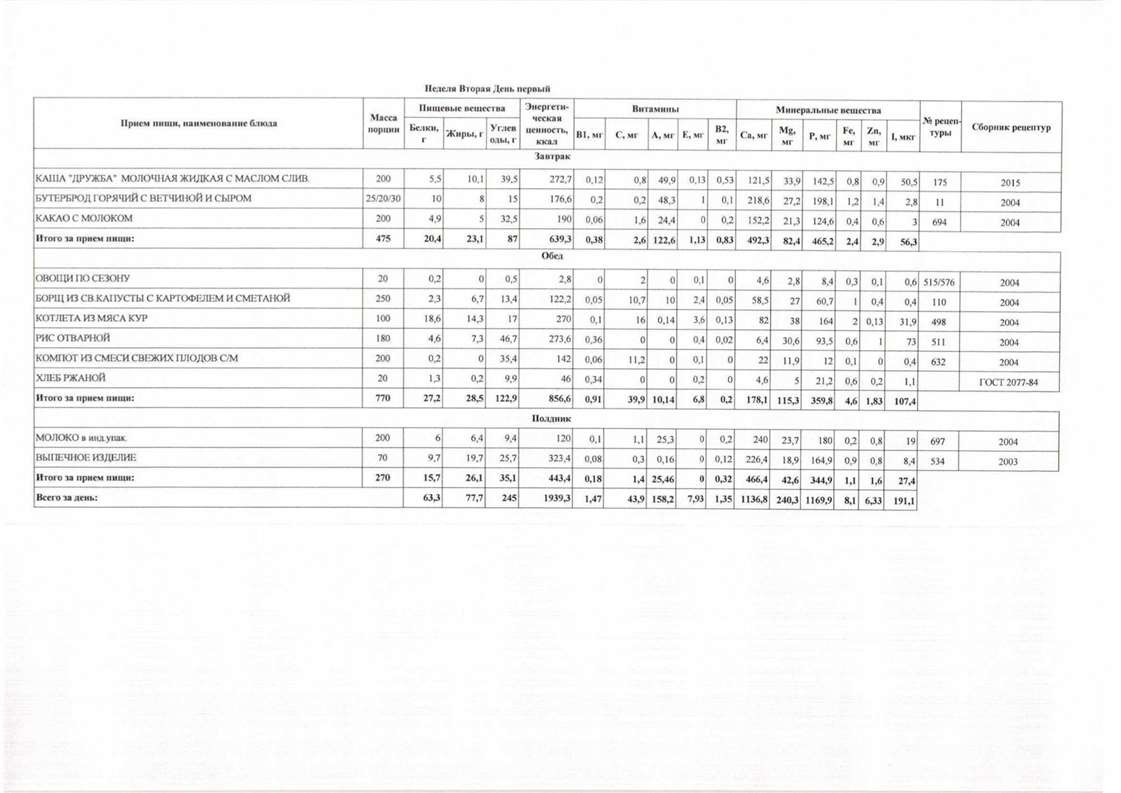 Неделя Вторая День первый
Прием пищи, наименование блюда Масса порции Пищевые вещества Энергети-ческая ценность, ккал Витамины Минеральные вещества № рецеп-туры Сборник рецептур
Белки, г Жиры, г Углев оды, г В1, мг С, мг А, мг Е, мг В2, мг Ca, мг Mg, мг Р, мг Fe, мг Zn, мг I, мкг
Завтрак
КАША "ДРУЖБА" МОЛОЧНАЯ ЖИДКАЯ С МАСЛОМ СЛИВ. 200 5,5 10,1 39,5 272,7 0,12 0,8 49,9 0,13 0,53 121,5 33,9 142,5 0,8 0,9 50,5 175 2015
БУТЕРБРОД ГОРЯЧИЙ С ВЕТЧИНОЙ И СЫРОМ 25/20/30 10 8 15 176,6 0,2 0,2 48,3 1 0,1 218,6 27,2 198,1 1,2 1,4 2,8 11 2004
КАКАО С МОЛОКОМ 200 4,9 5 32,5 190 0,06 1,6 24,4 0 0,2 152,2 21,3 124,6 0,4 0,6 3 694 2004
Итого за прием пищи: 475 20,4 23,1 87 639,3 0,38 2,6 122,6 1,13 0,83 492,3 82,4 465,2 2,4 2,9 56,3
Обед
ОВОЩИ ПО СЕЗОНУ 20 0,2 0 0,5 2,8 0 2 0 0,1 0 4,6 2,8 8,4 0,3 0,1 0,6 515/576 2004
БОРЩ ИЗ СВ.КАПУСТЫ С КАРТОФЕЛЕМ И СМЕТАНОЙ 250 2,3 6,7 13,4 122,2 0,05 10,7 10 2,4 0,05 58,5 27 60,7 1 0,4 0,4 110 2004
КОТЛЕТА ИЗ МЯСА КУР 100 18,6 14,3 17 270 0,1 16 0,14 3,6 0,13 82 38 164 2 0,13 31,9 498 2004
РИС ОТВАРНОЙ 180 4,6 7,3 46,7 273,6 0,36 0 0 0,4 0,02 6,4 30,6 93,5 0,6 1 73 511 2004
КОМПОТ ИЗ СМЕСИ СВЕЖИХ ПЛОДОВ С/М 200 0,2 0 35,4 142 0,06 11,2 0 0,1 0 22 11,9 12 0,1 0 0,4 632 2004
ХЛЕБ РЖАНОЙ 20 1,3 0,2 9,9 46 0,34 0 0 0,2 0 4,6 5 21,2 0,6 0,2 1,1 ГОСТ 2077-84
Итого за прием пищи: 770 27,2 28,5 122,9 856,6 0,91 39,9 10,14 6,8 0,2 178,1 115,3 359,8 4,6 1,83 107,4
Полдник
МОЛОКО в инд.упак. 200 6 6,4 9,4 120 0,1 1,1 25,3 0 0,2 240 23,7 180 0,2 0,8 19 697 2004
ВЫПЕЧНОЕ ИЗДЕЛИЕ 70 9,7 19,7 25,7 323,4 0,08 0,3 0,16 0 0,12 226,4 18,9 164,9 0,9 0,8 8,4 534 2003
Итого за прием пищи: 270 15,7 26,1 35,1 443,4 0,18 1,4 25,46 0 0,32 466,4 42,6 344,9 1,1 1,6 27,4
Всего за день: 63,3 77,7 245 1939,3 1,47 43,9 158,2 7,93 1,35 1136,8 240,3 1169,9 8,1 6,33 191,1